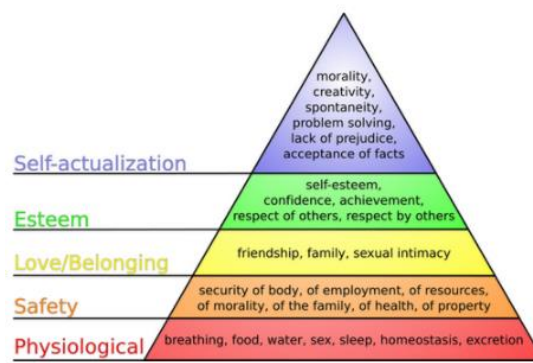 morality,
creativity,
spontaneity,
problem solving,
lack of prejudice,
acceptance of facts
Self-actualization
self-esteem,
confidence, achievement,
respect of others, respect by others
Esteem
friendship, family, sexual intimacy
Love/Belonging
security of body, of employment, of resources,
of morality, of the family, of health, of property
Safety
breathing, food, water, sex, sleep, homeostasis, excretion
Physiological